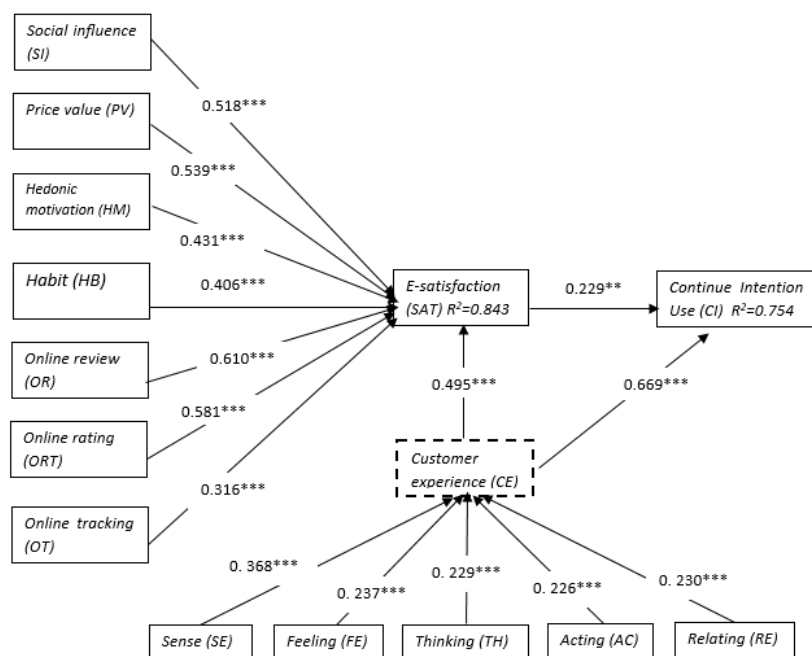 Social influence
(SI)
0.518***
Price value (PV)
0.539***
Hedonic
motivation (HM)
0.431***
Habit (HB)
0.406***
E-satisfaction
(SAT) R²=0.843
0.229**
Continue Intention
Use (CI) R²=0.754
Online review
(OR)
0.610***
0.495***
0.669***
Online rating
(ORT)
0.581***
Customer
experience (CE)
Online tracking
(OT)
0.316***
0. 368***
0. 237***
0. 229***
0. 226***
0. 230***
Sense (SE)
Feeling (FE)
Thinking (TH)
Acting (AC)
Relating (RE)